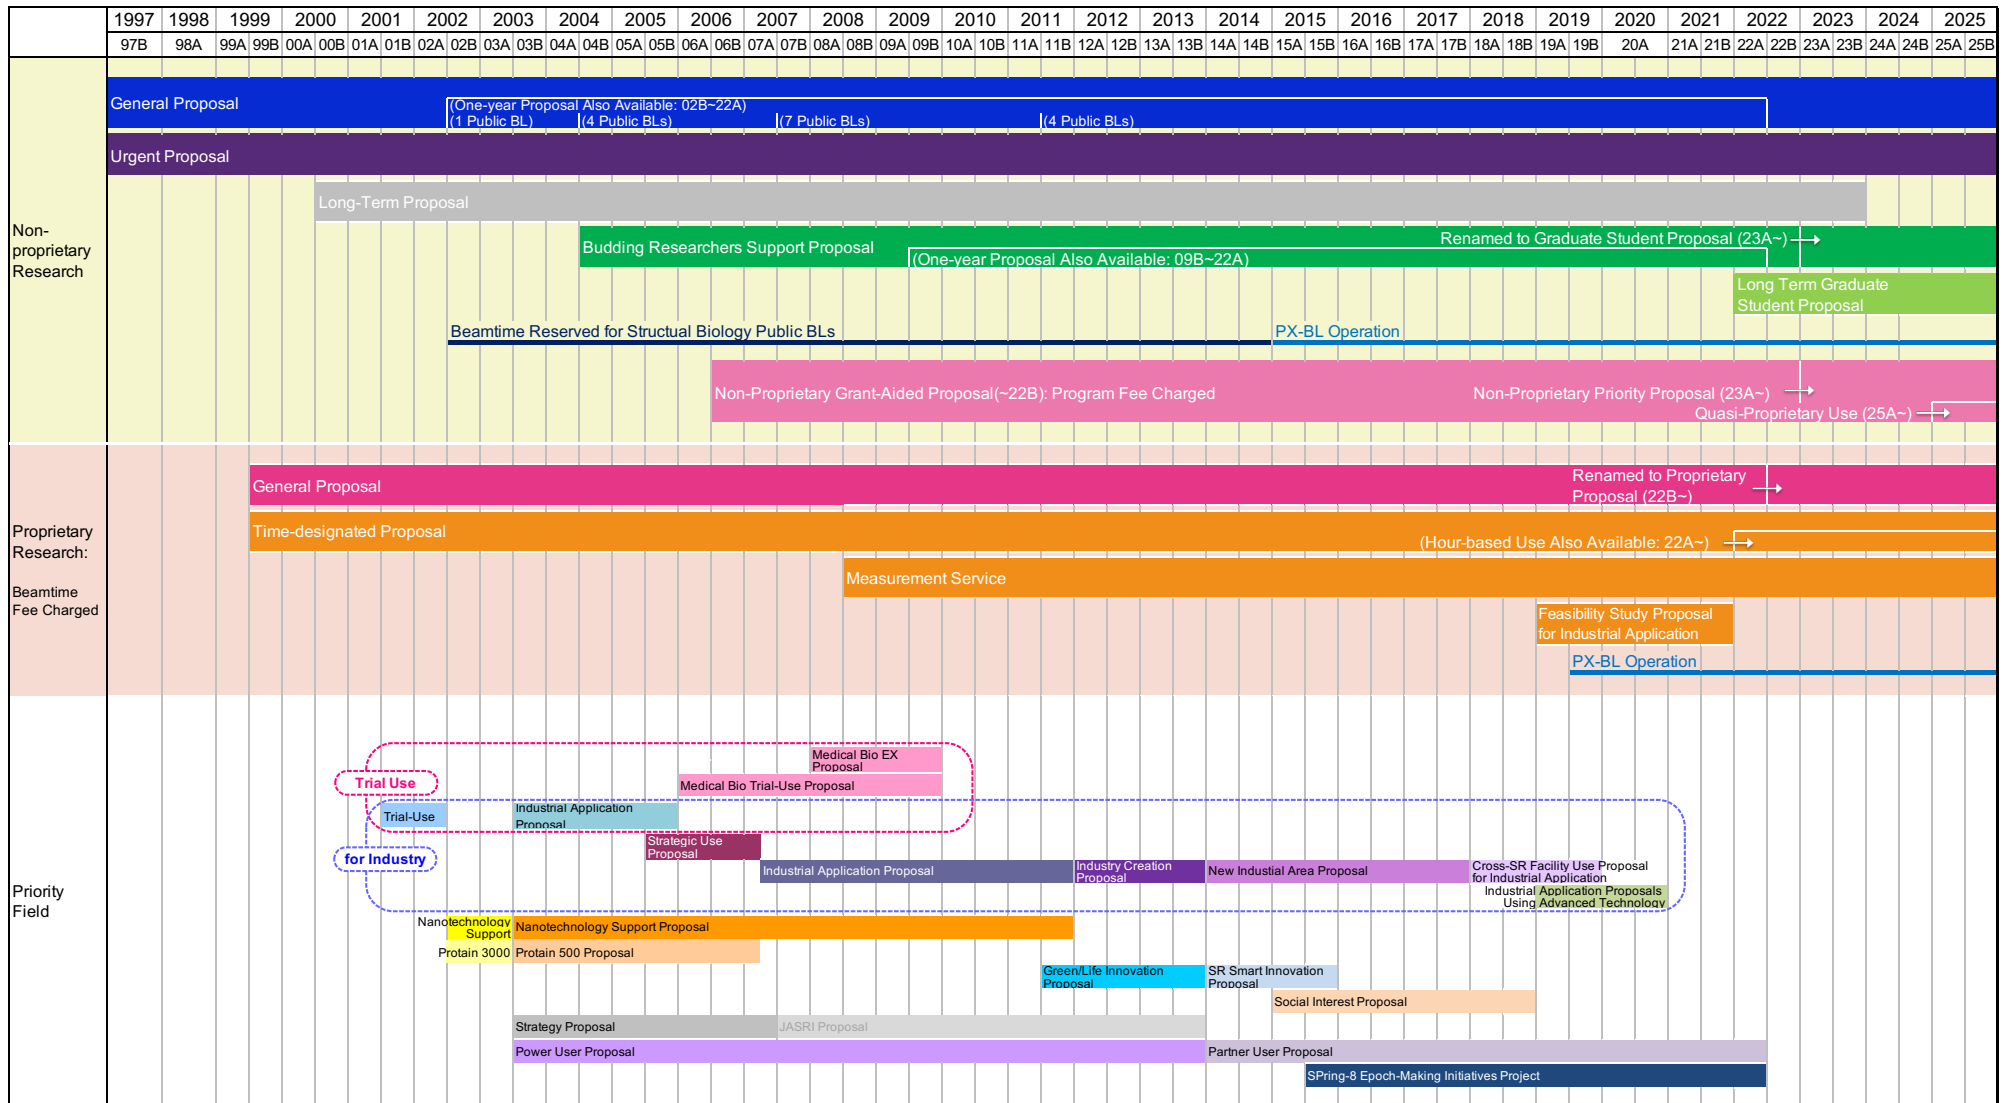 1997 1998 1999 2000 2001 2002 2003 2004 2005 2006 2007 2008 2009 2010 2011 2012 2013 2014 2015 2016 2017 2018 2019 2020 2021 2022 2023 2024 2025
97B 98A 99A 99B 00A 00B 01A 01B 02A 02B 03A 03B 04A 04B 05A 05B 06A 06B 07A 07B 08A 08B 09A 09B 10A 10B 11A 11B 12A 12B 13A 13B 14A 14B 15A 15B 16A 16B 17A 17B 18A 18B 19A 19B 20A 21A 21B 22A 22B 23A 23B 24A 24B 25A 25B
Non-
proprietary
Research
General Proposal
(One-year Proposal Also Available: 02B~22A)
(1 Public BL) (4 Public BLs) (7 Public BLs) (4 Public BLs)
Urgent Proposal
Long-Term Proposal
Budding Researchers Support Proposal
Renamed to Graduate Student Proposal (23A~)
(One-year Proposal Also Available: 09B~22A)
Long Term Graduate
Student Proposal
Beamtime Reserved for Structual Biology Public BLs
PX-BL Operation
Non-Proprietary Grant-Aided Proposal(~22B): Program Fee Charged
Non-Proprietary Priority Proposal (23A~)
Quasi-Proprietary Use (25A~)
Proprietary
Research:
Beamtime
Fee Charged
General Proposal
Renamed to Proprietary
Proposal (22B~)
Time-designated Proposal
(Hour-based Use Also Available: 22A~)
Measurement Service
Feasibility Study Proposal
for Industrial Application
PX-BL Operation
Priority
Field
Medical Bio EX
Proposal
Trial Use
Medical Bio Trial-Use Proposal
Trial-Use
Industrial Application
Proposal
Strategic Use
Proposal
for Industry
Industrial Application Proposal
Industry Creation
Proposal
New Industial Area Proposal
Cross-SR Facility Use Proposal
for Industrial Application
Industrial Application Proposals
Using Advanced Technology
Nanotechnology
Support
Nanotechnology Support Proposal
Protain 3000
Protain 500 Proposal
Green/Life Innovation
Proposal
SR Smart Innovation
Proposal
Social Interest Proposal
Strategy Proposal
JASRI Proposal
Power User Proposal
Partner User Proposal
SPring-8 Epoch-Making Initiatives Project